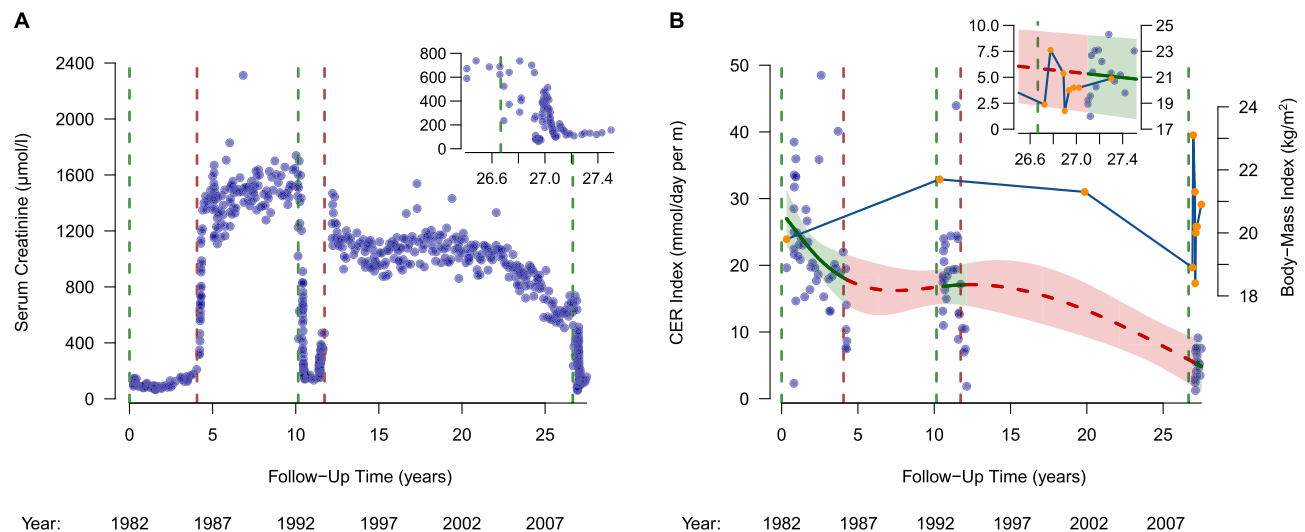 A
2400
2000
1600
1200
800
400
0
Serum Creatinine (μmol/l)
0 5 10 15 20 25
Follow−Up Time (years)
Year: 1982 1987 1992 1997 2002 2007
800
600
400
200
0
26.6 27.0 27.4
B
50
40
30
20
10
0
CER Index (mmol/day per m)
0 5 10 15 20 25
Follow−Up Time (years)
Year: 1982 1987 1992 1997 2002 2007
10.0
7.5
5.0
2.5
0
25
23
21
19
17
26.6 27.0 27.4
24
22
20
18
Body−Mass Index (kg/m²)